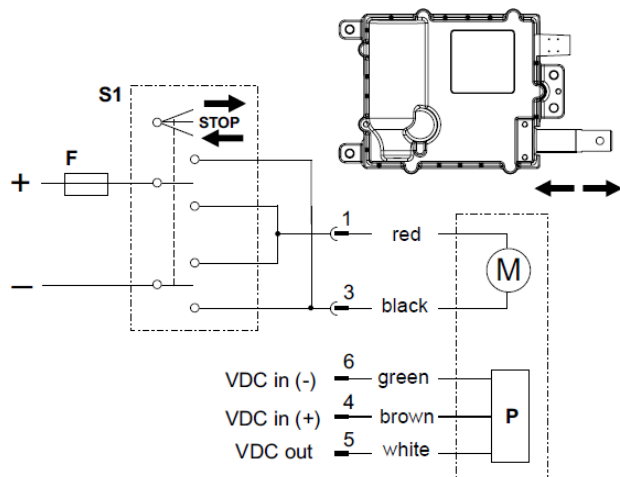 S1
STOP
F
+
−
1
red
M
3
black
6
VDC in (-)
green
4
VDC in (+)
brown
P
5
VDC out
white